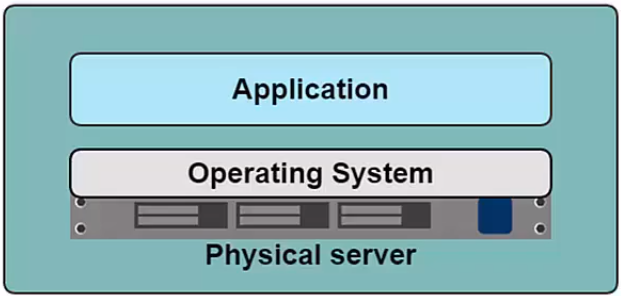 Application
Operating System
Physical server